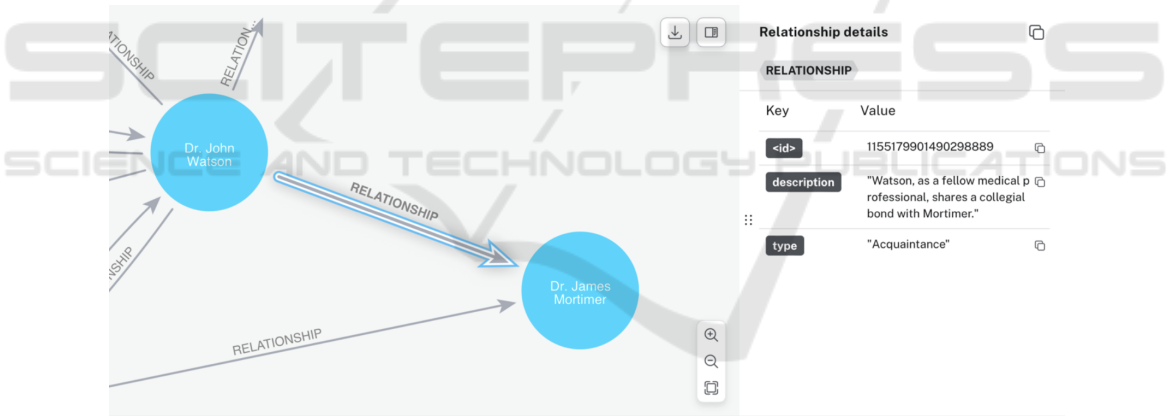 SCITEPRESS
SCIENCE AND TECHNOLOGY PUBLICATIONS
RELATIONSHIP
RELATION...
Dr. John
Watson
RELATIONSHIP
Dr. James
Mortimer
RELATIONSHIP
Relationship details
RELATIONSHIP
Key Value
<id> 1155179901490298889
description "Watson, as a fellow medical p
rofessional, shares a collegial
bond with Mortimer."
type "Acquaintance"